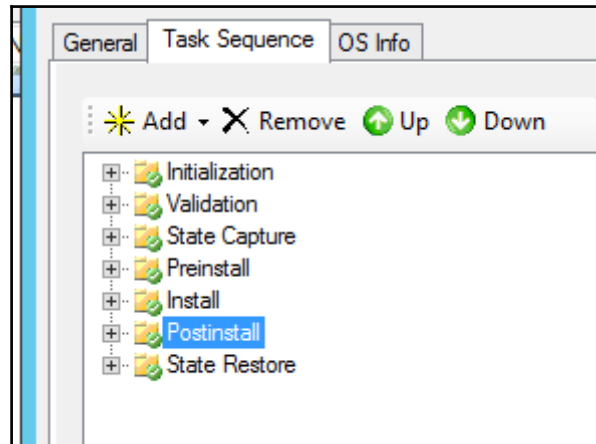 General Task Sequence OS Info
Add Remove Up Down
Initialization
Validation
State Capture
Preinstall
Install
Postinstall
State Restore